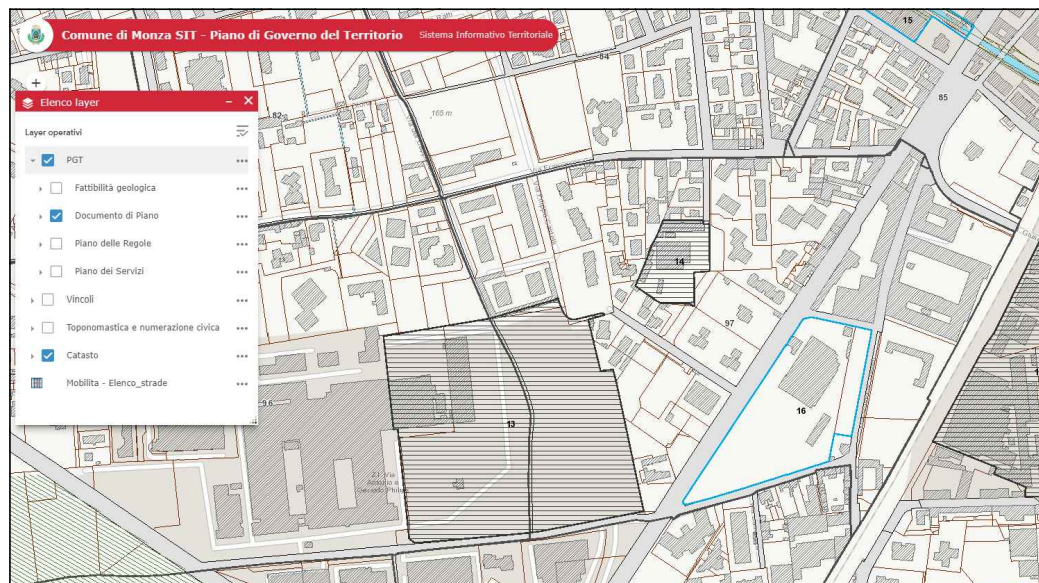 Comune di Monza SIT - Piano di Governo del Territorio Sistema Informativo Territoriale
+
Elenco layer
Layer operativi
PGT
Fattibilità geologica
Documento di Piano
Piano delle Regole
Piano dei Servizi
Vincoli
Toponomastica e numerazione civica
Catasto
Mobilita - Elenco_strade
15
84
85
82
165 m
14
97
16
96
13
Z.I. Via